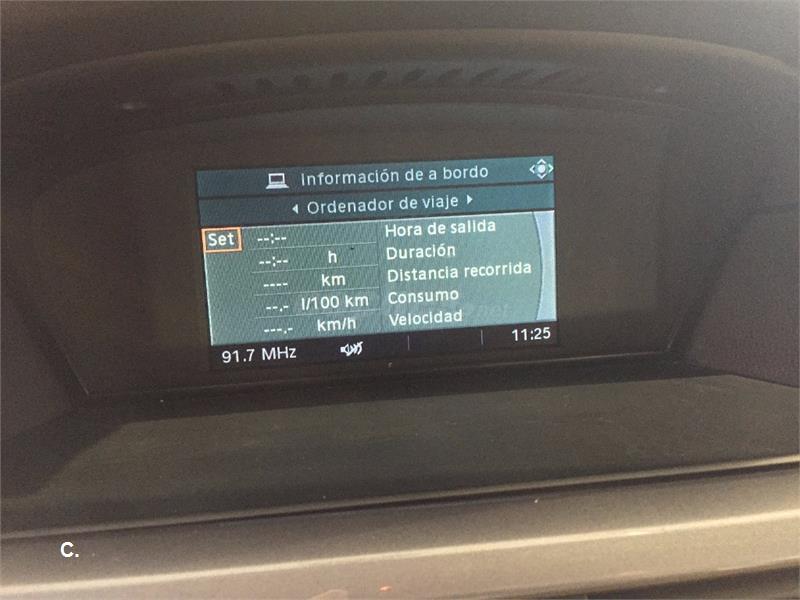 Información de a bordo
Ordenador de viaje
Set --:-- Hora de salida
--:-- h Duración
---- km Distancia recorrida
--.- l/100 km Consumo
---.- km/h Velocidad
91.7 MHz 11:25
C.